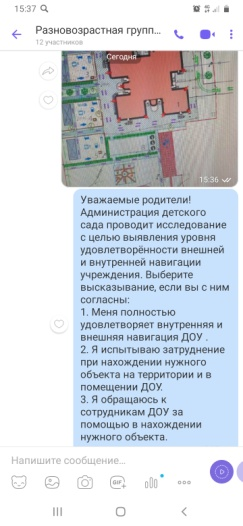 15:37
Разновозрастная групп...
12 участников
Сегодня
15:36
Уважаемые родители!
Администрация детского
сада проводит исследование
с целью выявления уровня
удовлетворённости внешней
и внутренней навигации
учреждения. Выберите
высказывание, если вы с ним
согласны:
1. Меня полностью
удовлетворяет внутренняя и
внешняя навигация ДОУ .
2. Я испытываю затруднение
при нахождении нужного
объекта на территории и в
помещении ДОУ.
3. Я обращаюсь к
сотрудникам ДОУ за
помощью в нахождении
нужного объекта.
Напишите сообщение...
GIF